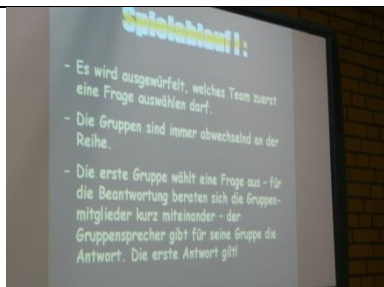 Spielablauf I :
- Es wird ausgewürfelt, welches Team zuerst
eine Frage auswählen darf.
- Die Gruppen sind immer abwechselnd an der
Reihe.
- Die erste Gruppe wählt eine Frage aus - für
die Beantwortung beraten sich die Gruppen-
mitglieder kurz miteinander - der
Gruppensprecher gibt für seine Gruppe die
Antwort. Die erste Antwort gilt!